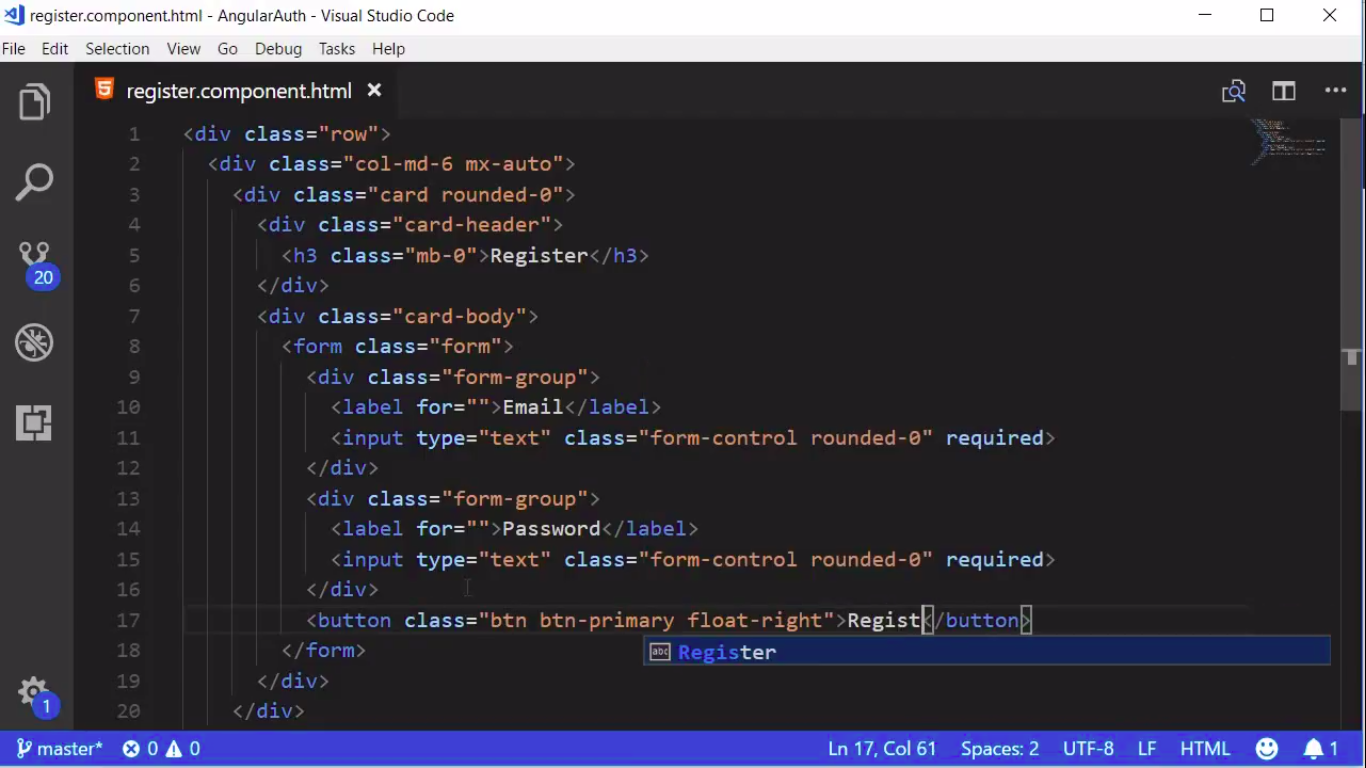 register.component.html - AngularAuth - Visual Studio Code
File Edit Selection View Go Debug Tasks Help
register.component.html
1 <div class="row">
2 <div class="col-md-6 mx-auto">
3 <div class="card rounded-0">
4 <div class="card-header">
5 <h3 class="mb-0">Register</h3>
6 </div>
7 <div class="card-body">
8 <form class="form">
9 <div class="form-group">
10 <label for="">Email</label>
11 <input type="text" class="form-control rounded-0" required>
12 </div>
13 <div class="form-group">
14 <label for="">Password</label>
15 <input type="text" class="form-control rounded-0" required>
16 </div>
17 <button class="btn btn-primary float-right">Regist</button>
abc Register
18 </form>
19 </div>
20 </div>
20
1
master* 0 0 Ln 17, Col 61 Spaces: 2 UTF-8 LF HTML 1